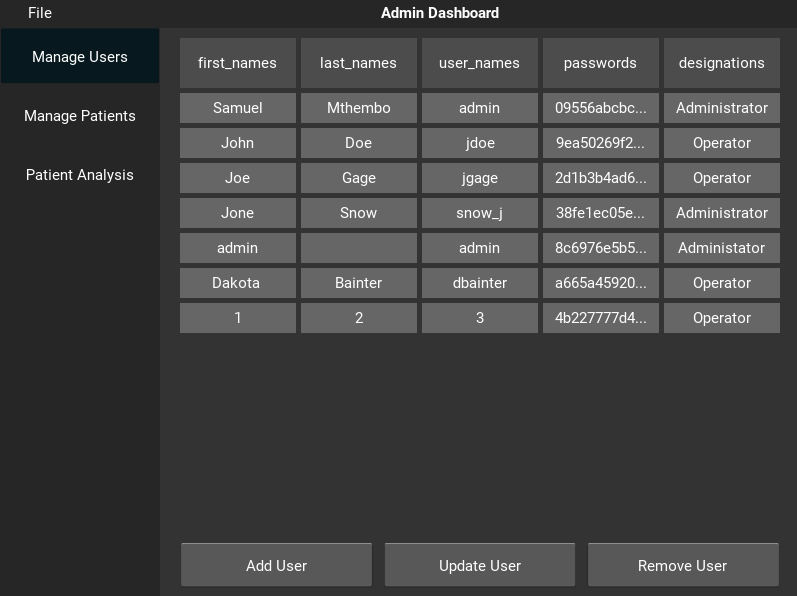 File Admin Dashboard
Manage Users
Manage Patients
Patient Analysis
first_names last_names user_names passwords designations
Samuel Mthembo admin 09556abcbc... Administrator
John Doe jdoe 9ea50269f2... Operator
Joe Gage jgage 2d1b3b4ad6... Operator
Jone Snow snow_j 38fe1ec05e... Administrator
admin admin 8c6976e5b5... Administator
Dakota Bainter dbainter a665a45920... Operator
1 2 3 4b227777d4... Operator
Add User Update User Remove User